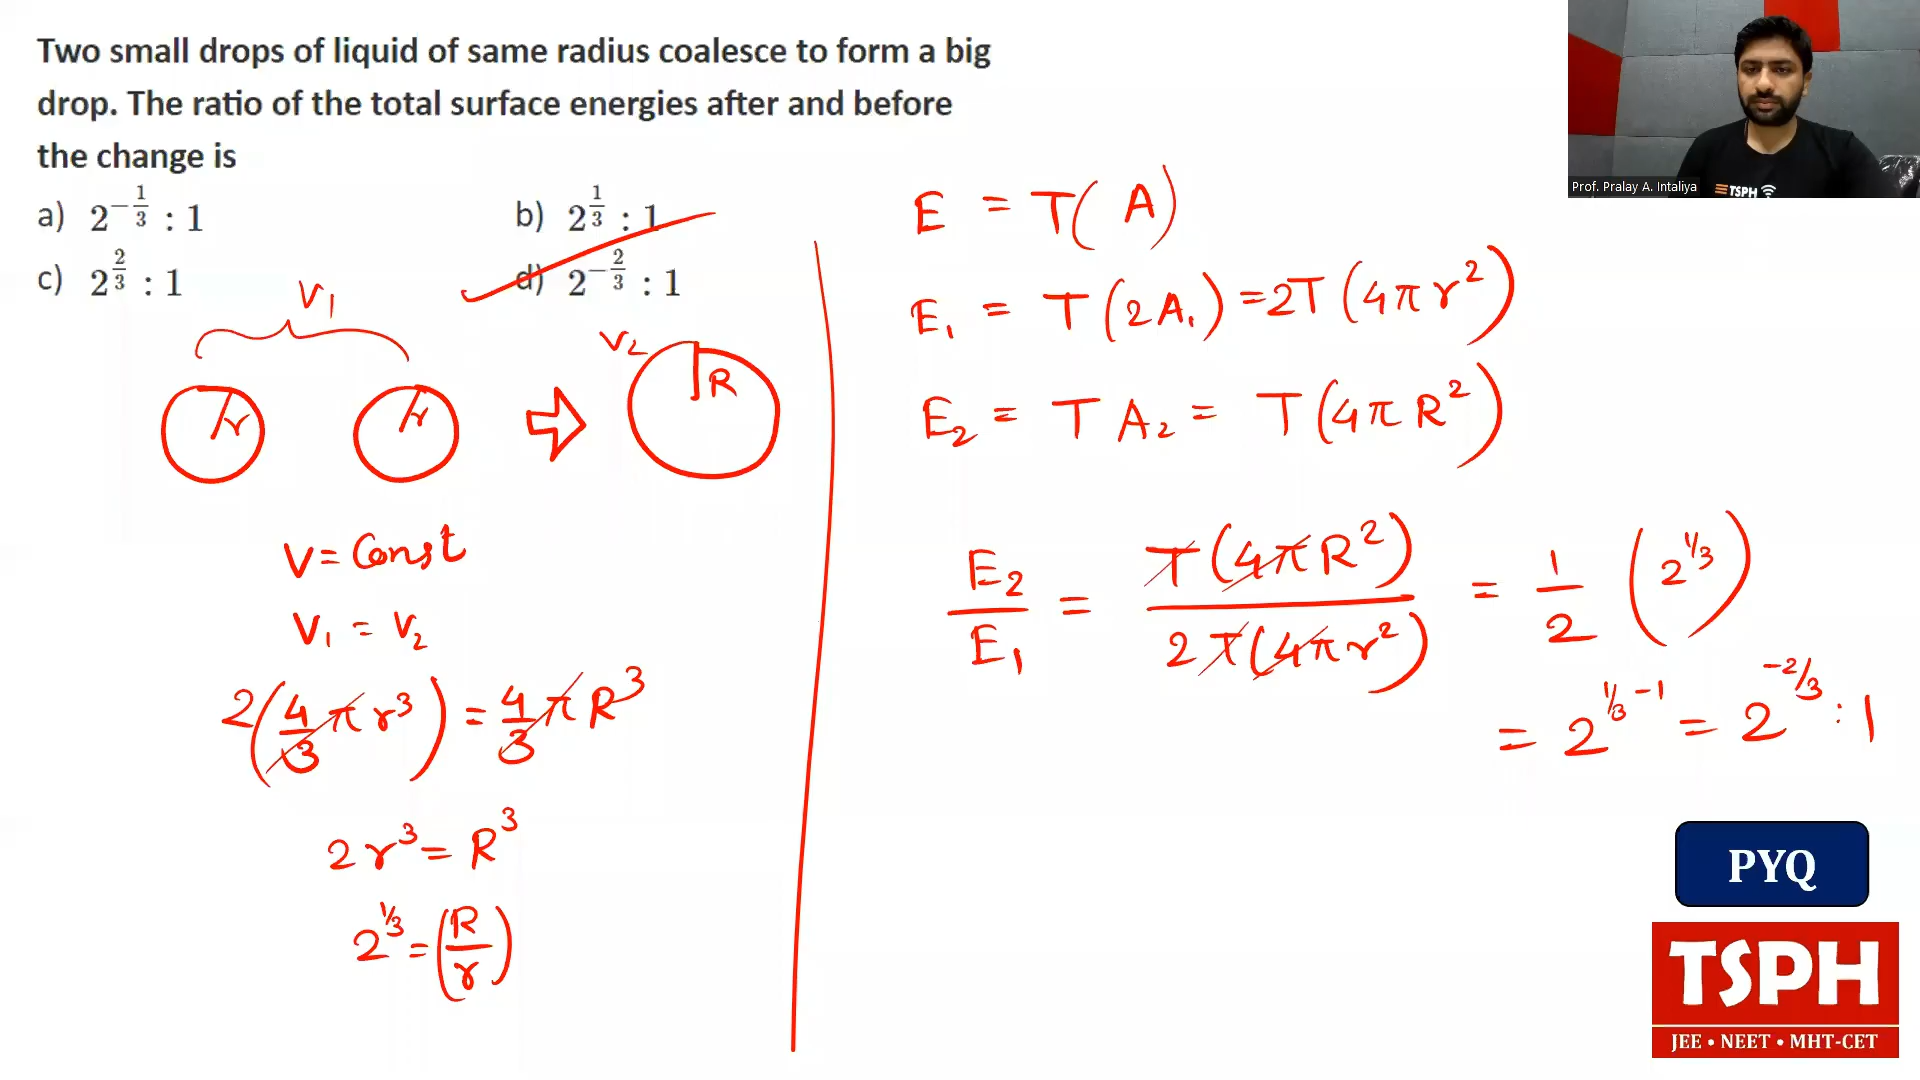 Two small drops of liquid of same radius coalesce to form a big
drop. The ratio of the total surface energies after and before
the change is
a) 2^{-1/3} : 1
b) 2^{1/3} : 1
c) 2^{2/3} : 1
d) 2^{-2/3} : 1
V₁
r
r
V₂
R
V = Const
V₁ = V₂
2(4/3 π r³) = 4/3 π R³
2 r³ = R³
2^{1/3} = (R/r)
E = T(A)
E₁ = T(2A₁) = 2T(4πr²)
E₂ = T A₂ = T(4πR²)
E₂/E₁ = T(4πR²) / 2T(4πr²) = 1/2 (2^{1/3})
= 2^{1/3 - 1} = 2^{-2/3} : 1
Prof. Pralay A. Intaliya
TSPH
PYQ
TSPH
JEE • NEET • MHT-CET